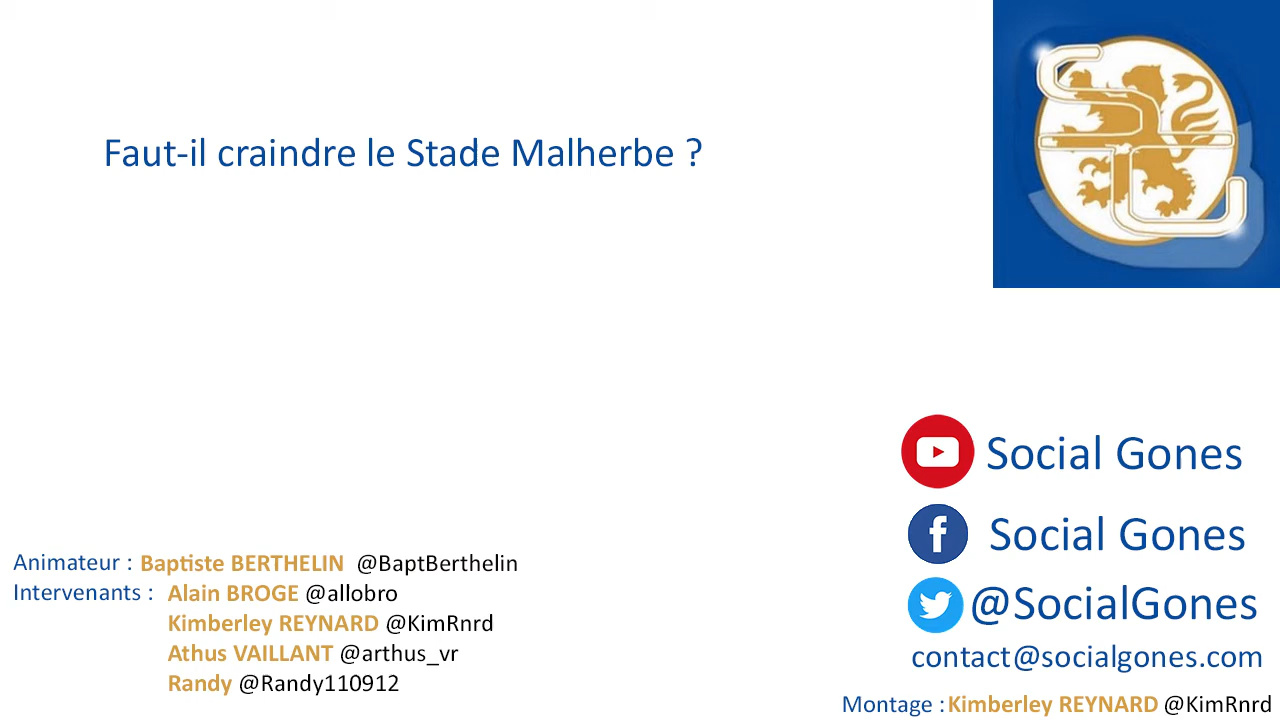 Faut-il craindre le Stade Malherbe ?
Social Gones
Social Gones
@SocialGones
contact@socialgones.com
Animateur : Baptiste BERTHELIN @BaptBerthelin
Intervenants : Alain BROGE @allobro
Kimberley REYNARD @KimRnrd
Athus VAILLANT @arthus_vr
Randy @Randy110912
Montage : Kimberley REYNARD @KimRnrd